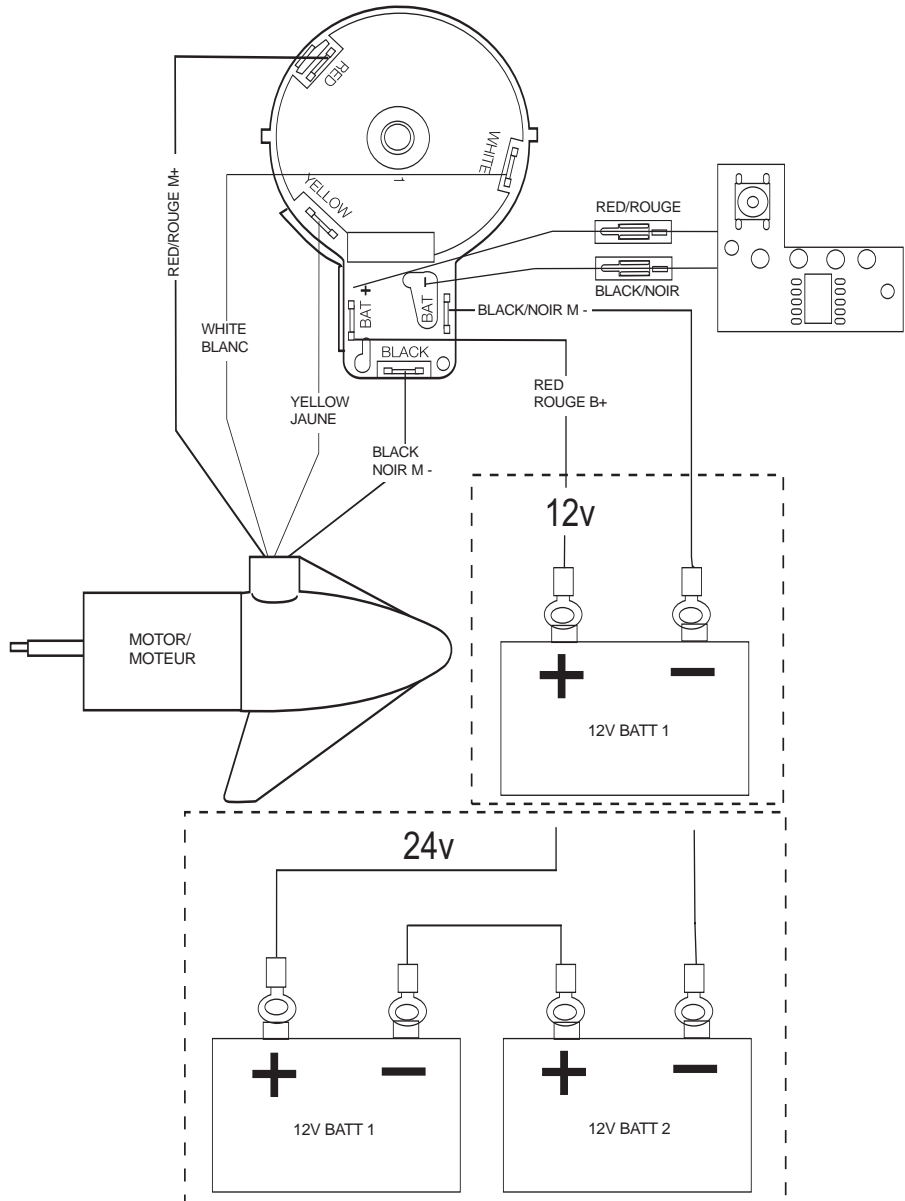 RED
WHITE
YELLOW
1
RED/ROUGE M+
RED/ROUGE
BLACK/NOIR
BAT +
BAT -
BLACK/NOIR M -
BLACK
WHITE
BLANC
YELLOW
JAUNE
RED
ROUGE B+
BLACK
NOIR M -
12v
MOTOR/
MOTEUR
+ −
12V BATT 1
24v
+ −
+ −
12V BATT 1
12V BATT 2